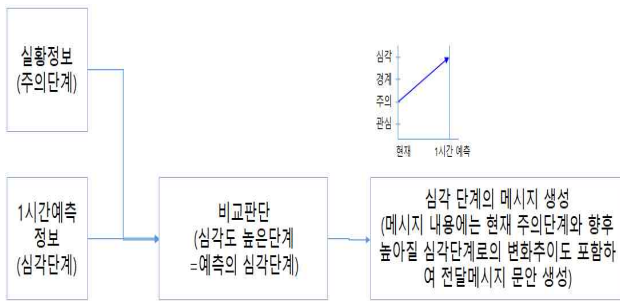 실황정보
(주의단계)
심각
경계
주의
관심
현재
1시간 예측
1시간예측
정보
(심각단계)
비교판단
(심각도 높은단계
=예측의 심각단계)
심각 단계의 메시지 생성
(메시지 내용에는 현재 주의단계와 향후
높아질 심각단계로의 변화추이도 포함하
여 전달메시지 문안 생성)